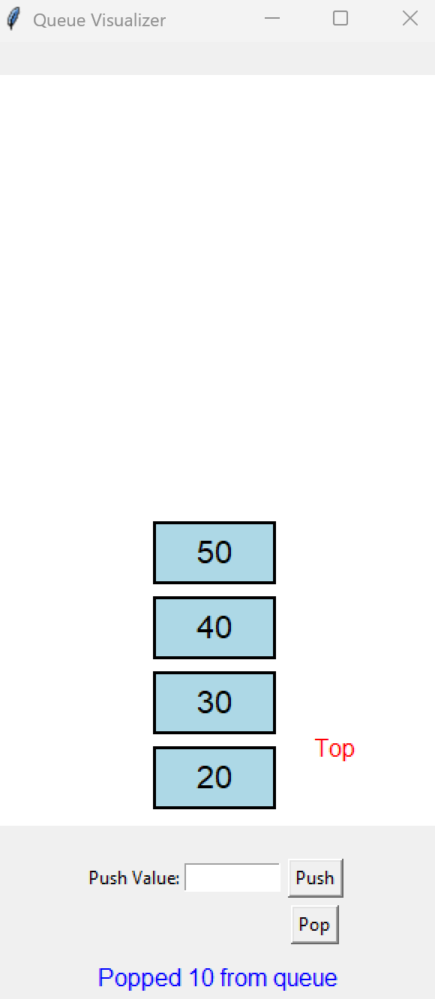 Queue Visualizer
50
40
30
Top
20
Push Value: Push
Pop
Popped 10 from queue